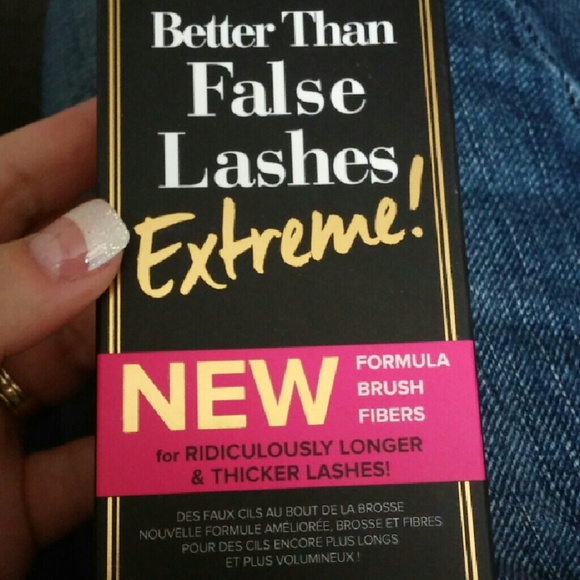 Better Than
False
Lashes
Extreme!
NEW
FORMULA
BRUSH
FIBERS
for RIDICULOUSLY LONGER
& THICKER LASHES!
DES FAUX CILS AU BOUT DE LA BROSSE
NOUVELLE FORMULE AMÉLIORÉE, BROSSE ET FIBRES
POUR DES CILS ENCORE PLUS LONGS
ET PLUS VOLUMINEUX !